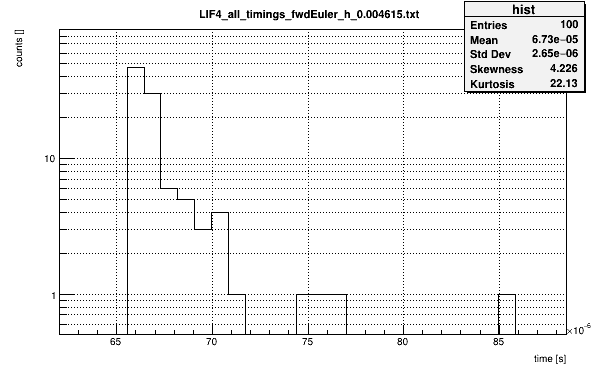 LIF4_all_timings_fwdEuler_h_0.004615.txt
hist
Entries 100
Mean 6.73e−05
Std Dev 2.65e−06
Skewness 4.226
Kurtosis 22.13
counts []
10
1
65 70 75 80 85
×10⁻⁶
time [s]